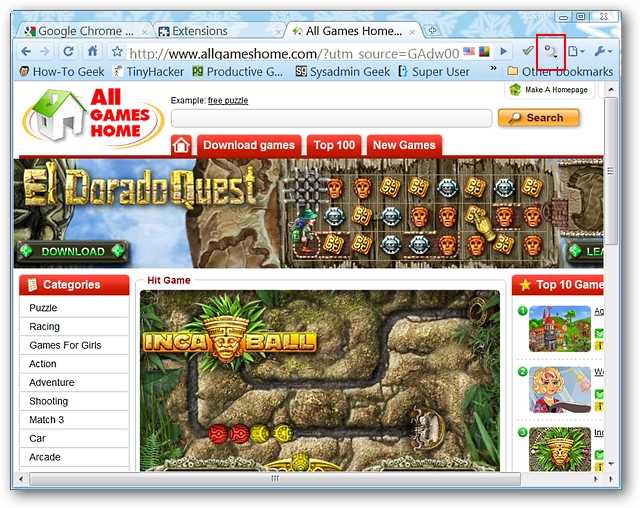 Google Chrome ...
Extensions
All Games Home...
http://www.allgameshome.com/?utm_source=GAdw00
How-To Geek
TinyHacker
Productive G...
Sysadmin Geek
Super User
»
Other bookmarks
Make A Homepage
All
GAMES
HOME
Example: free puzzle
Search
Download games
Top 100
New Games
El Dorado Quest
DOWNLOAD
LEA
Categories
Hit Game
Top 10 Game
Puzzle
Racing
Games For Girls
Action
Adventure
Shooting
Match 3
Car
Arcade
INCA BALL
1
Ad
2
We
3